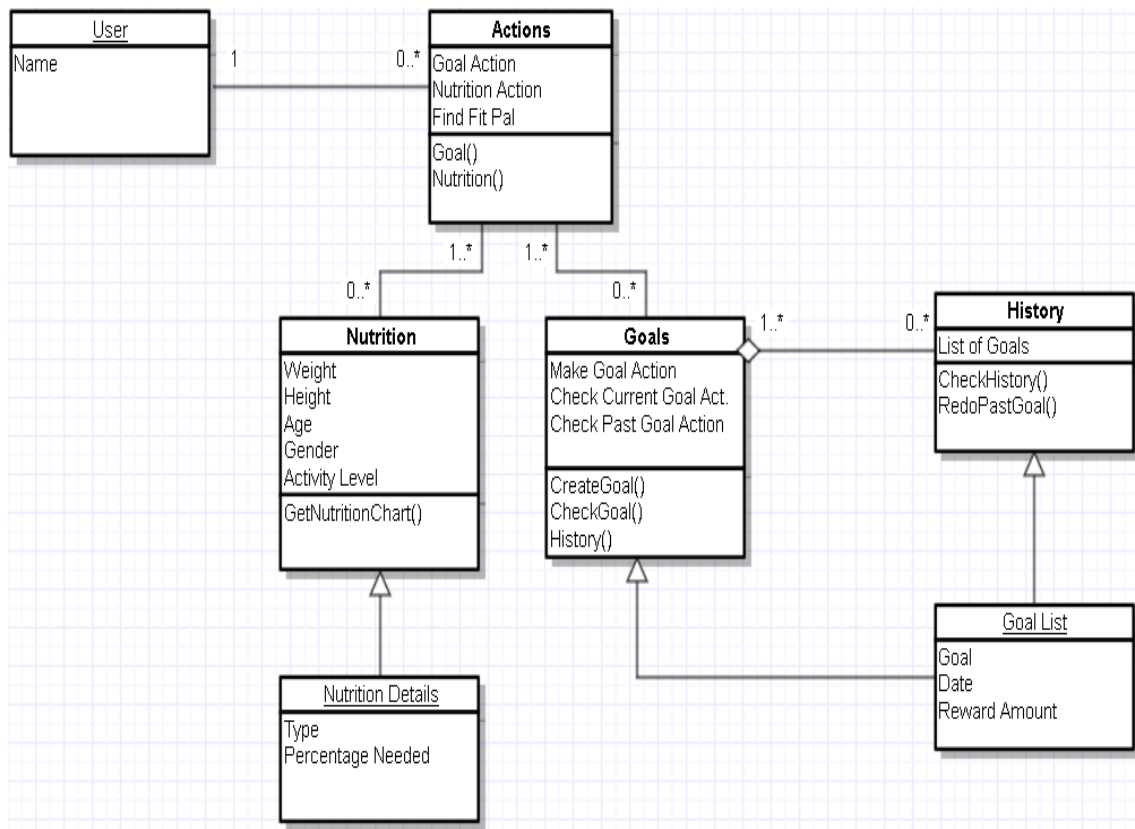 User
Name
1
0..*
Actions
Goal Action
Nutrition Action
Find Fit Pal
Goal()
Nutrition()
1..*
1..*
0..*
0..*
Nutrition
Weight
Height
Age
Gender
Activity Level
GetNutritionChart()
Goals
Make Goal Action
Check Current Goal Act.
Check Past Goal Action
CreateGoal()
CheckGoal()
History()
1..*
0..*
History
List of Goals
CheckHistory()
RedoPastGoal()
Nutrition Details
Type
Percentage Needed
Goal List
Goal
Date
Reward Amount